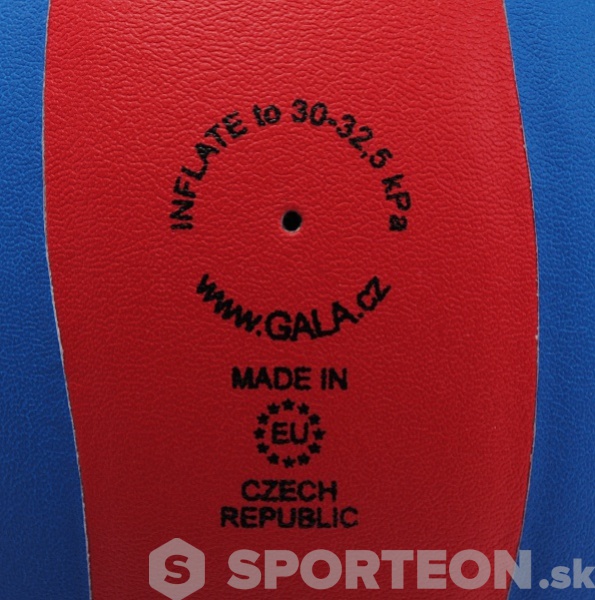 INFLATE to 30-32,5 kPa
www.GALA.cz
MADE IN
EU
CZECH
REPUBLIC
S SPORTEON.sk